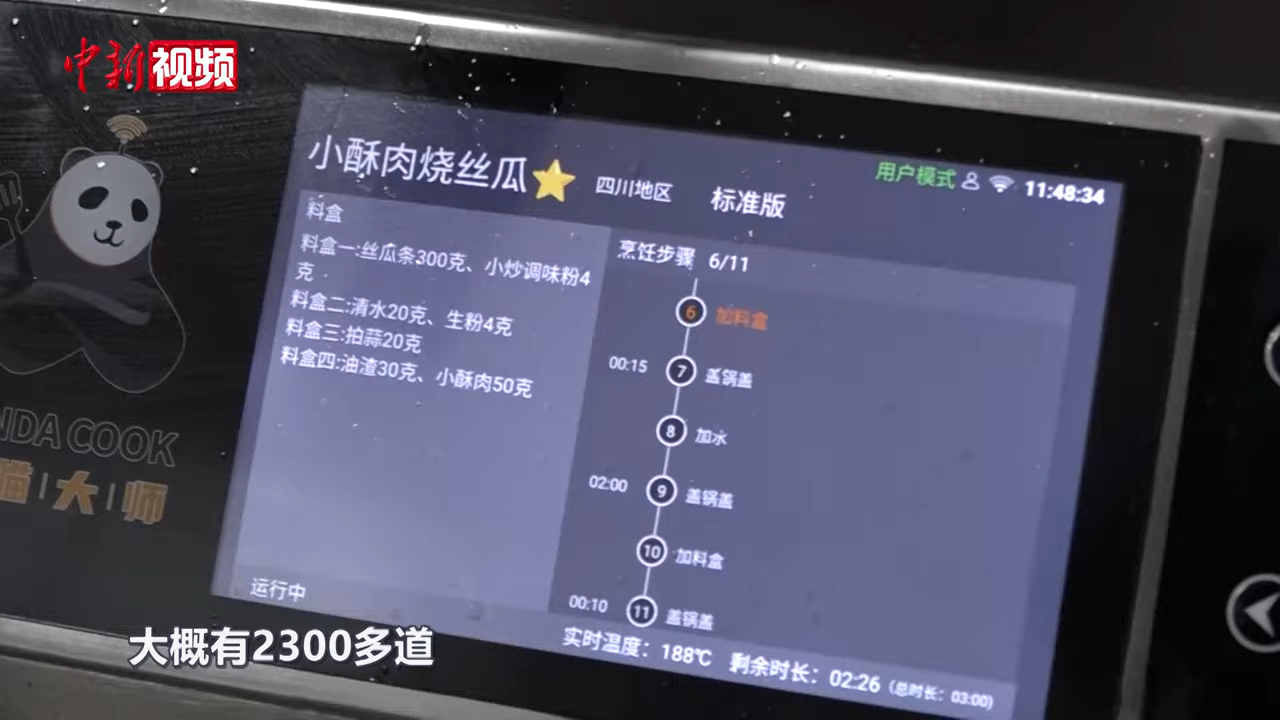 中新视频
小酥肉烧丝瓜 四川地区 标准版
用户模式 11:48:34
料盒
料盒一:丝瓜条300克、小炒调味粉4
克
料盒二:清水20克、生粉4克
料盒三:拍蒜20克
料盒四:油渣30克、小酥肉50克
运行中
烹饪步骤 6/11
6 加料盒
00:15 7 盖锅盖
8 加水
02:00 9 盖锅盖
10 加料盒
00:10 11 盖锅盖
实时温度：188℃ 剩余时长：02:26 (总时长：03:00)
NDA COOK
猫|大|师
大概有2300多道